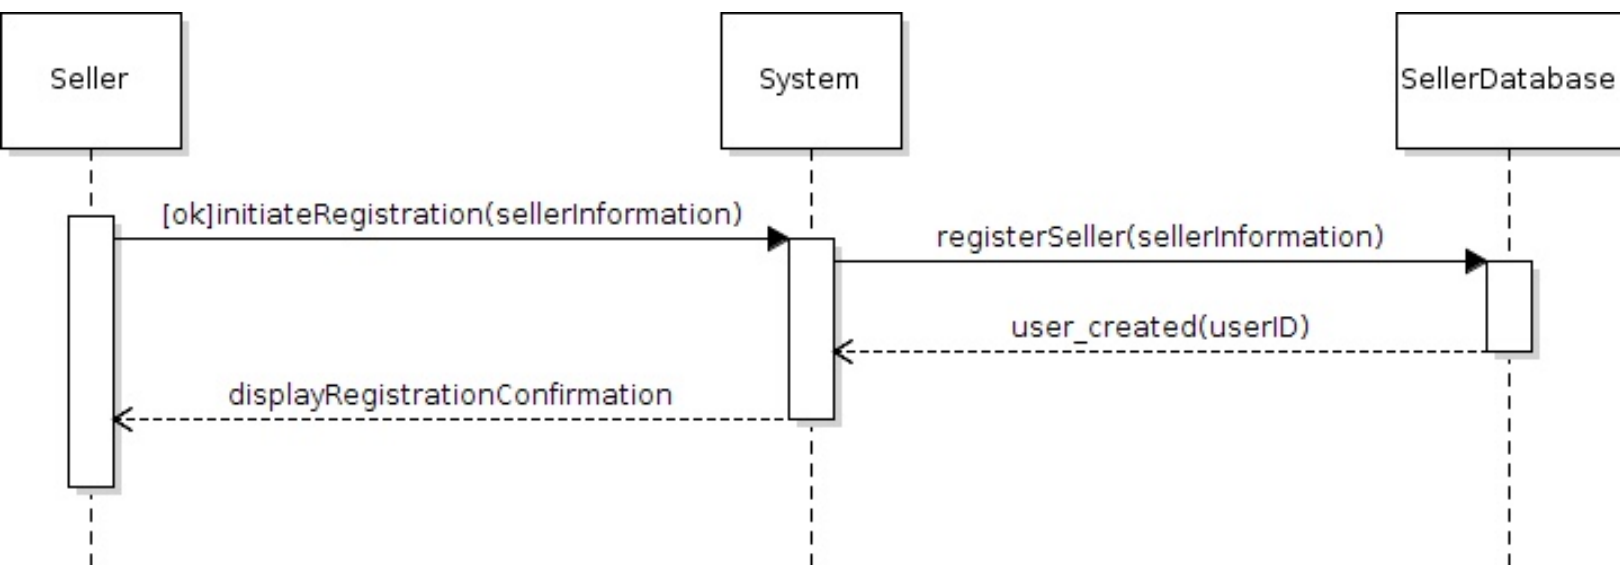 Seller
System
SellerDatabase
[ok]initiateRegistration(sellerInformation)
registerSeller(sellerInformation)
user_created(userID)
displayRegistrationConfirmation